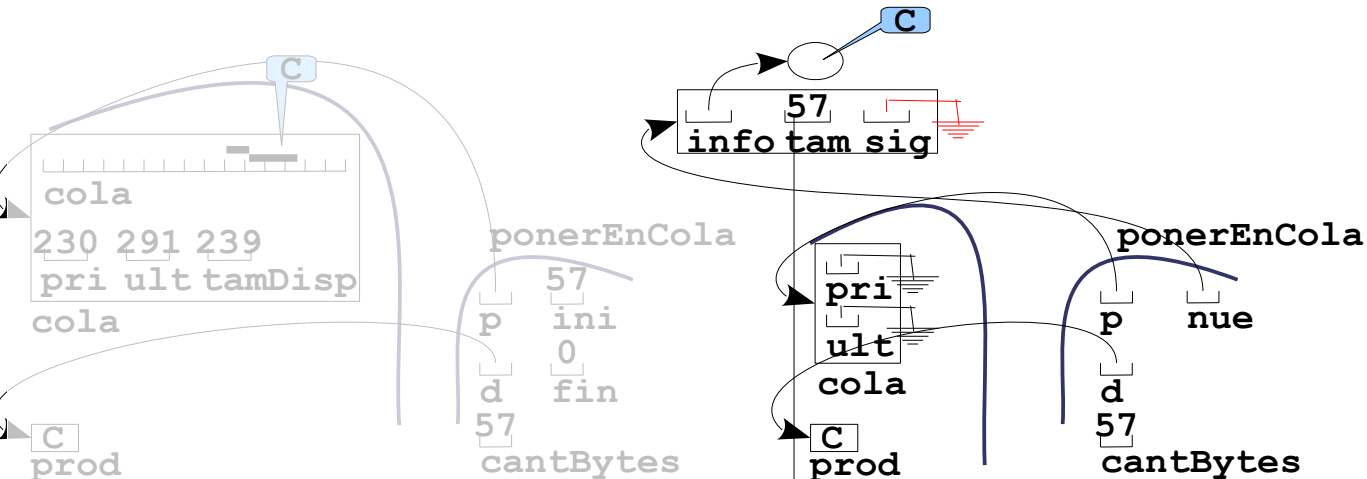 C
cola
230 291 239
pri ult tamDisp
cola
C
prod
ponerEnCola
57
p ini
0
d fin
57
cantBytes
C
57
info tam sig
pri
ult
cola
C
prod
ponerEnCola
p nue
d
57
cantBytes